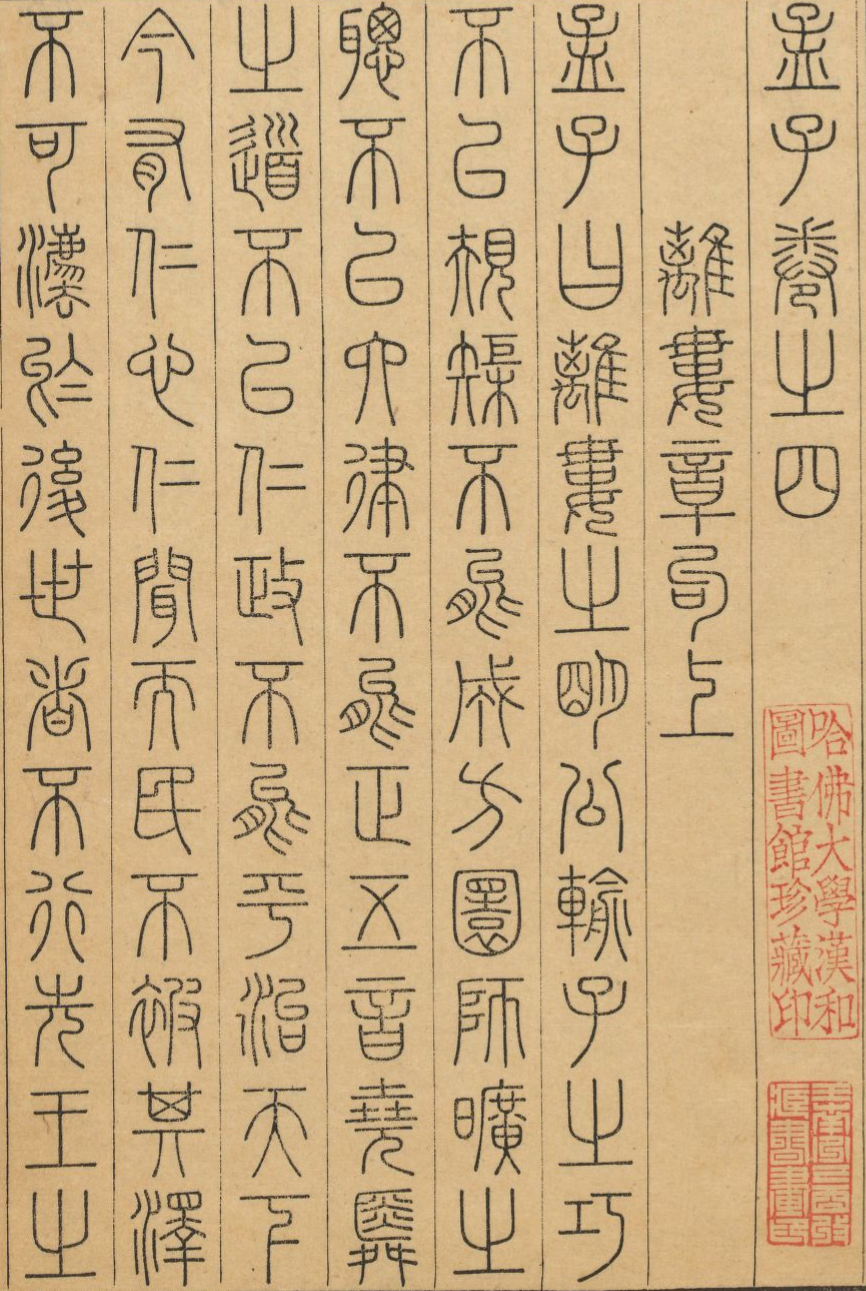 孟子卷之四
離婁章句上
孟子曰離婁之明公輸子之巧
不以規榘不能成方圜師曠之
聰不以六律不能正五音堯舜
之道不以仁政不能平治天下
今有仁心仁聞而民不被其澤
不可灋於後世者不行先王之
哈佛大學漢和
圖書館珍藏印